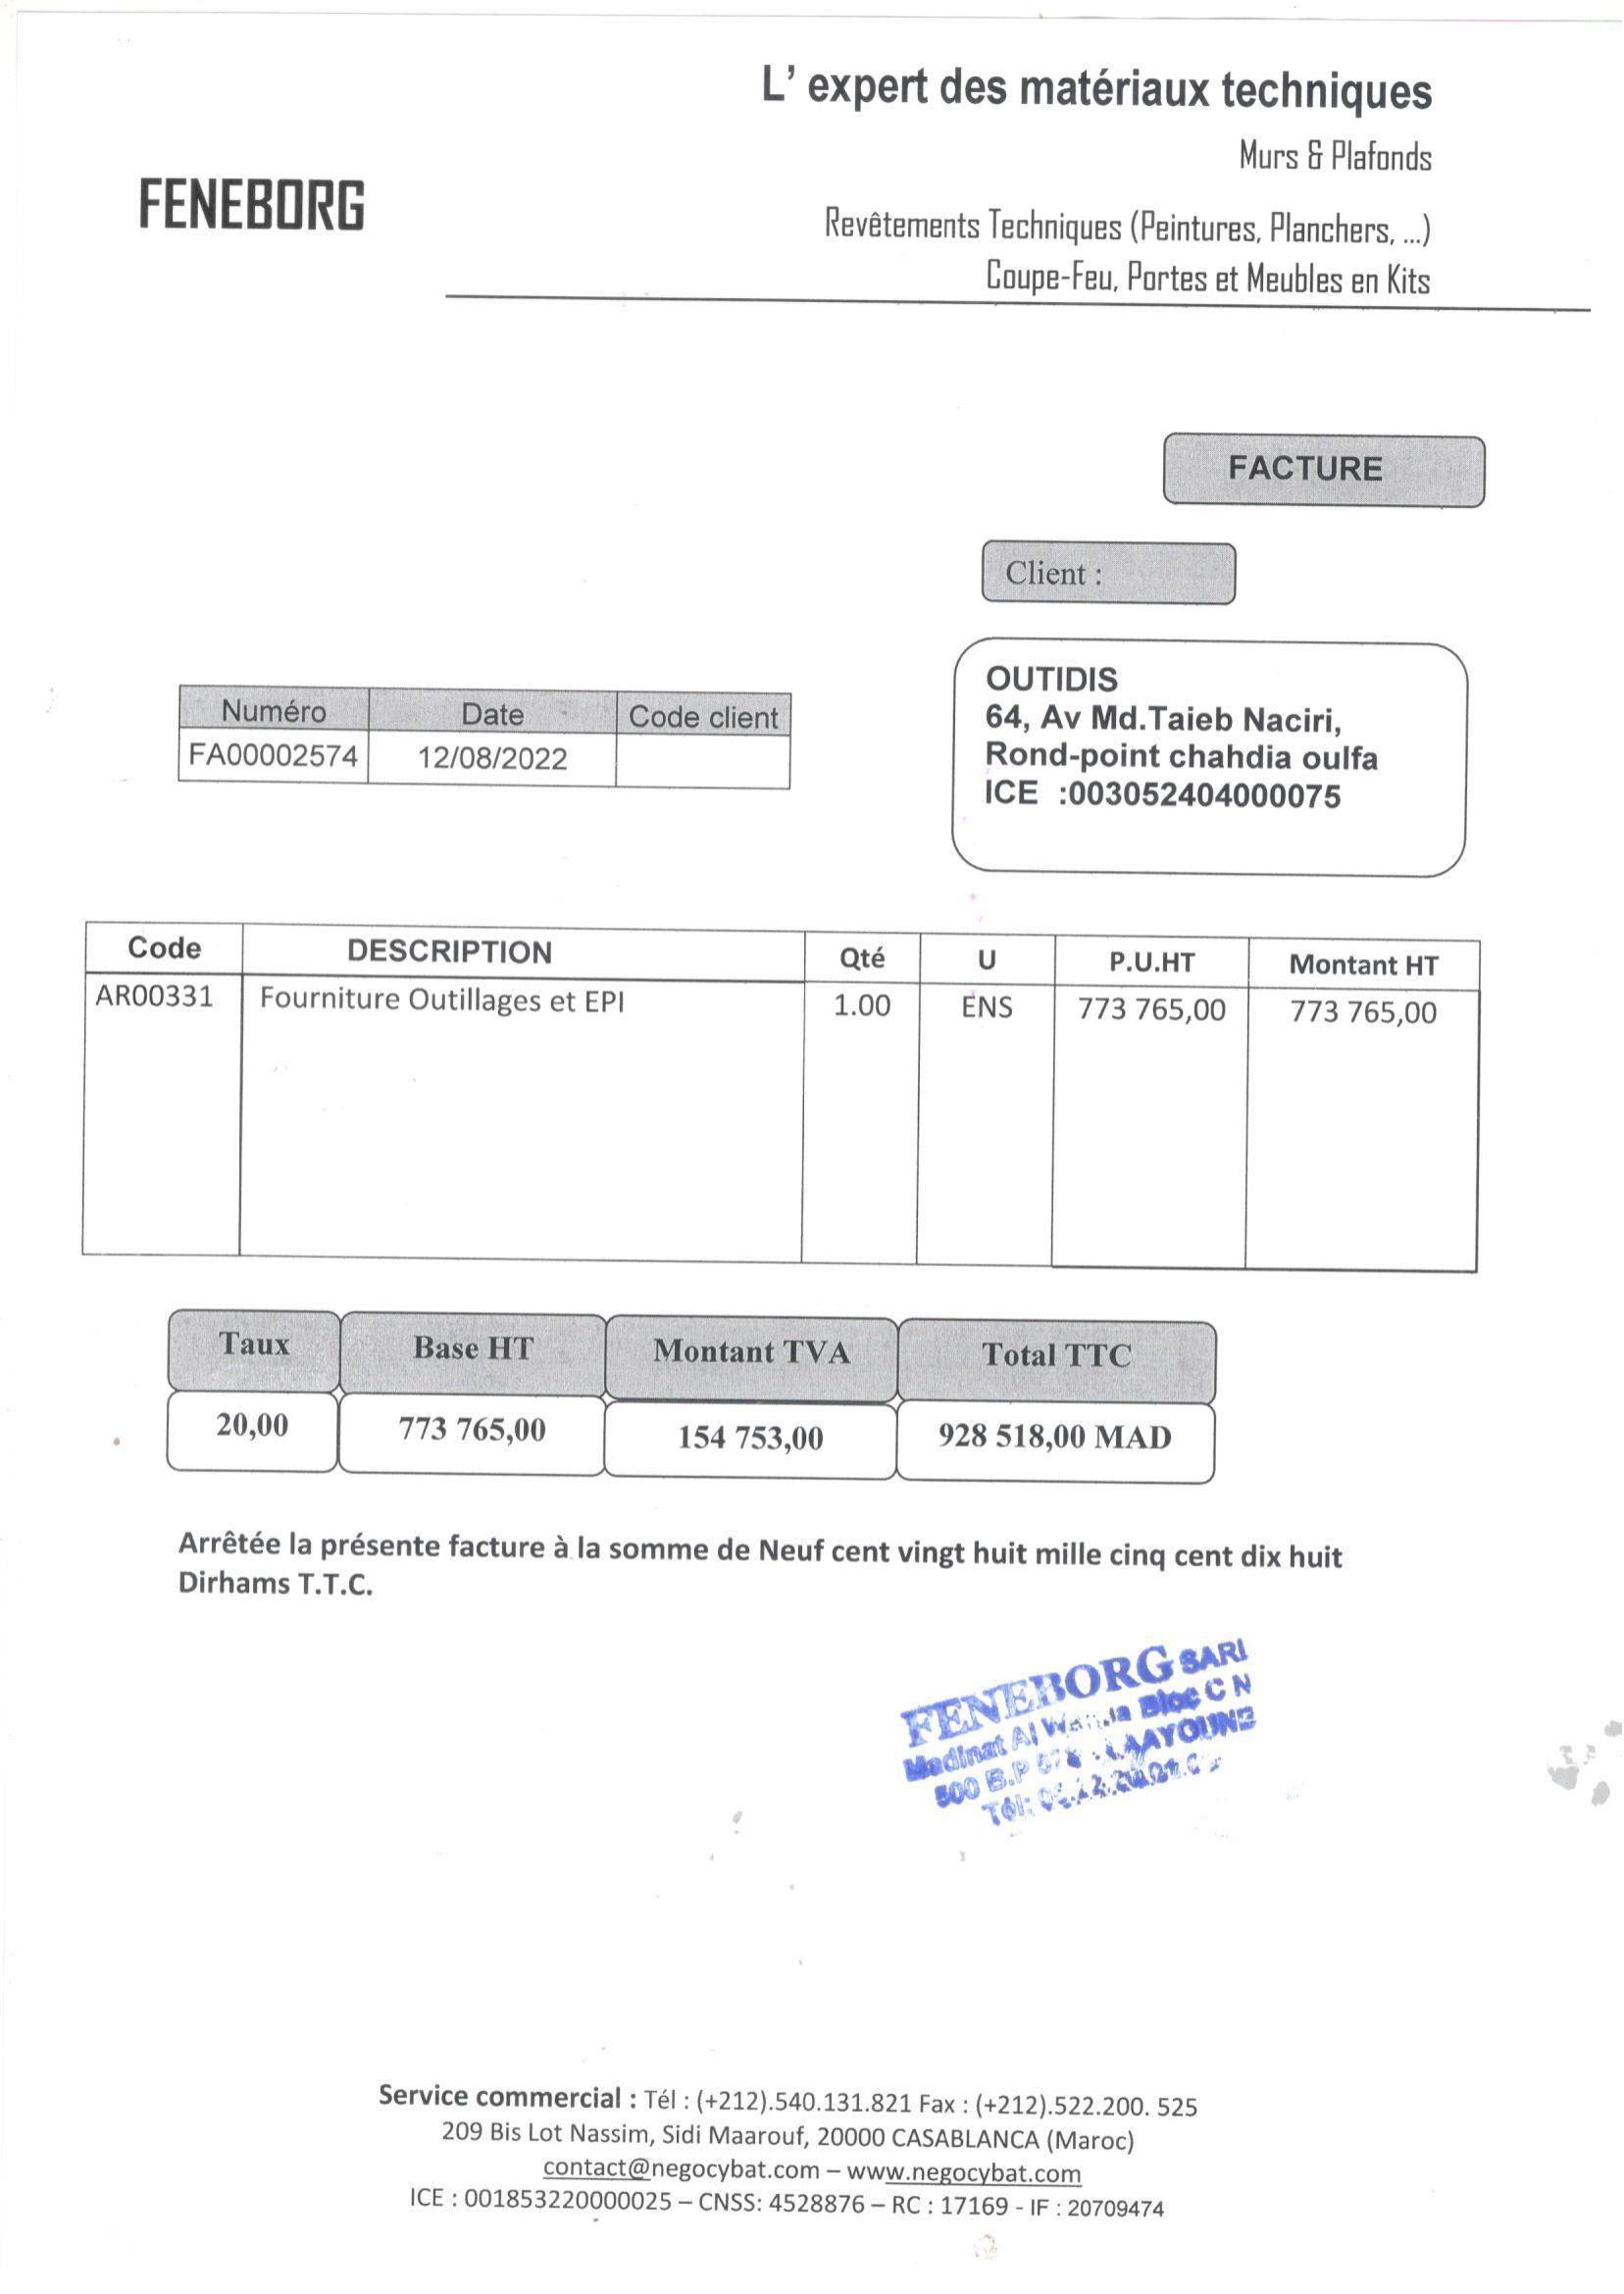 L' expert des matériaux techniques
Murs & Plafonds
FENEBORG
Revêtements Techniques (Peintures, Planchers, ...)
Coupe-Feu, Portes et Meubles en Kits
FACTURE
Client :
OUTIDIS
64, Av Md.Taieb Naciri,
Rond-point chahdia oulfa
ICE :003052404000075
Numéro Date Code client
FA00002574 12/08/2022
Code DESCRIPTION Qté U P.U.HT Montant HT
AR00331 Fourniture Outillages et EPI 1.00 ENS 773 765,00 773 765,00
Taux Base HT Montant TVA Total TTC
20,00 773 765,00 154 753,00 928 518,00 MAD
Arrêtée la présente facture à la somme de Neuf cent vingt huit mille cinq cent dix huit
Dirhams T.T.C.
FENEBORG SARL
Madinat Al Bloc C N
500 B.P LAAYOUNE
Tél:
Service commercial : Tél : (+212).540.131.821 Fax : (+212).522.200. 525
209 Bis Lot Nassim, Sidi Maarouf, 20000 CASABLANCA (Maroc)
contact@negocybat.com – www.negocybat.com
ICE : 001853220000025 – CNSS: 4528876 – RC : 17169 - IF : 20709474